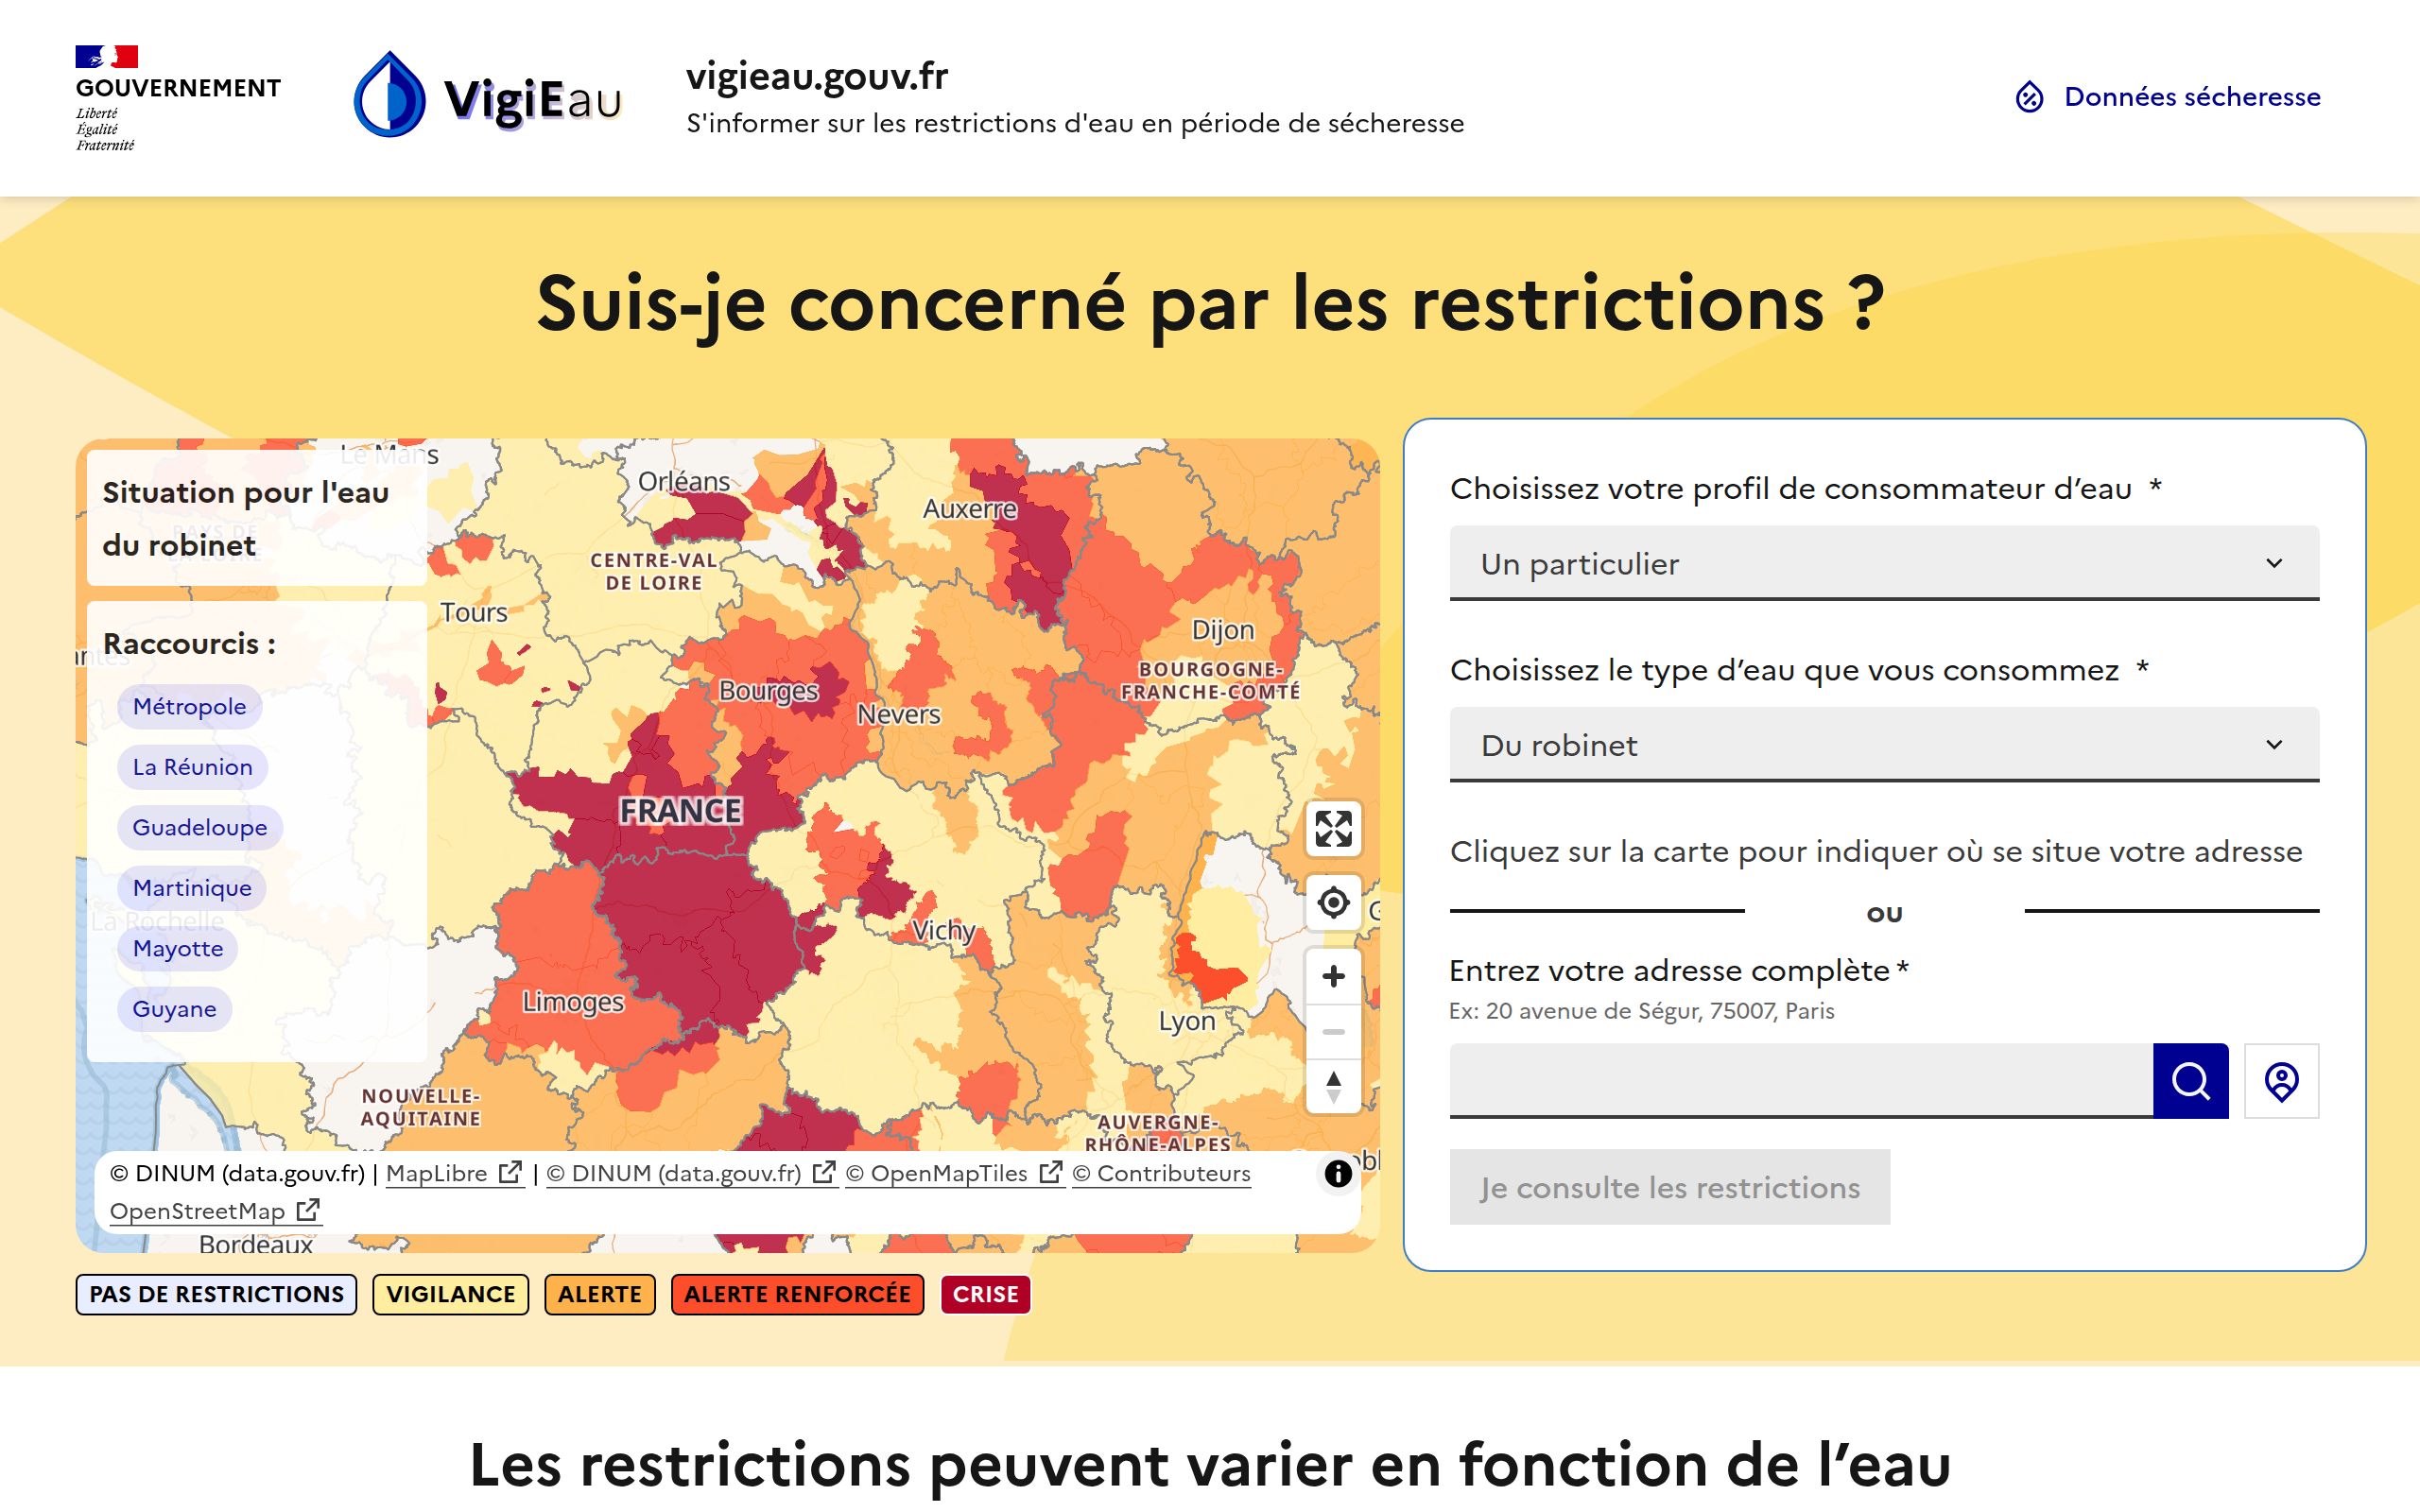 GOUVERNEMENT
Liberté
Égalité
Fraternité
VigiEau
vigieau.gouv.fr
S'informer sur les restrictions d'eau en période de sécheresse
Données sécheresse
Suis-je concerné par les restrictions ?
Situation pour l'eau
du robinet
Raccourcis :
Métropole
La Réunion
Guadeloupe
Martinique
Mayotte
Guyane
Le Mans
PAYS DE
LA LOIRE
La Rochelle
Orléans
Auxerre
CENTRE-VAL
DE LOIRE
Tours
Dijon
BOURGOGNE-
FRANCHE-COMTÉ
Bourges
Nevers
FRANCE
Vichy
Limoges
Lyon
NOUVELLE-
AQUITAINE
AUVERGNE-
RHÔNE-ALPES
© DINUM (data.gouv.fr) | MapLibre | © DINUM (data.gouv.fr) © OpenMapTiles © Contributeurs
OpenStreetMap
Bordeaux
PAS DE RESTRICTIONS
VIGILANCE
ALERTE
ALERTE RENFORCÉE
CRISE
Choisissez votre profil de consommateur d’eau *
Un particulier
Choisissez le type d’eau que vous consommez *
Du robinet
Cliquez sur la carte pour indiquer où se situe votre adresse
ou
Entrez votre adresse complète *
Ex: 20 avenue de Ségur, 75007, Paris
Je consulte les restrictions
Les restrictions peuvent varier en fonction de l’eau